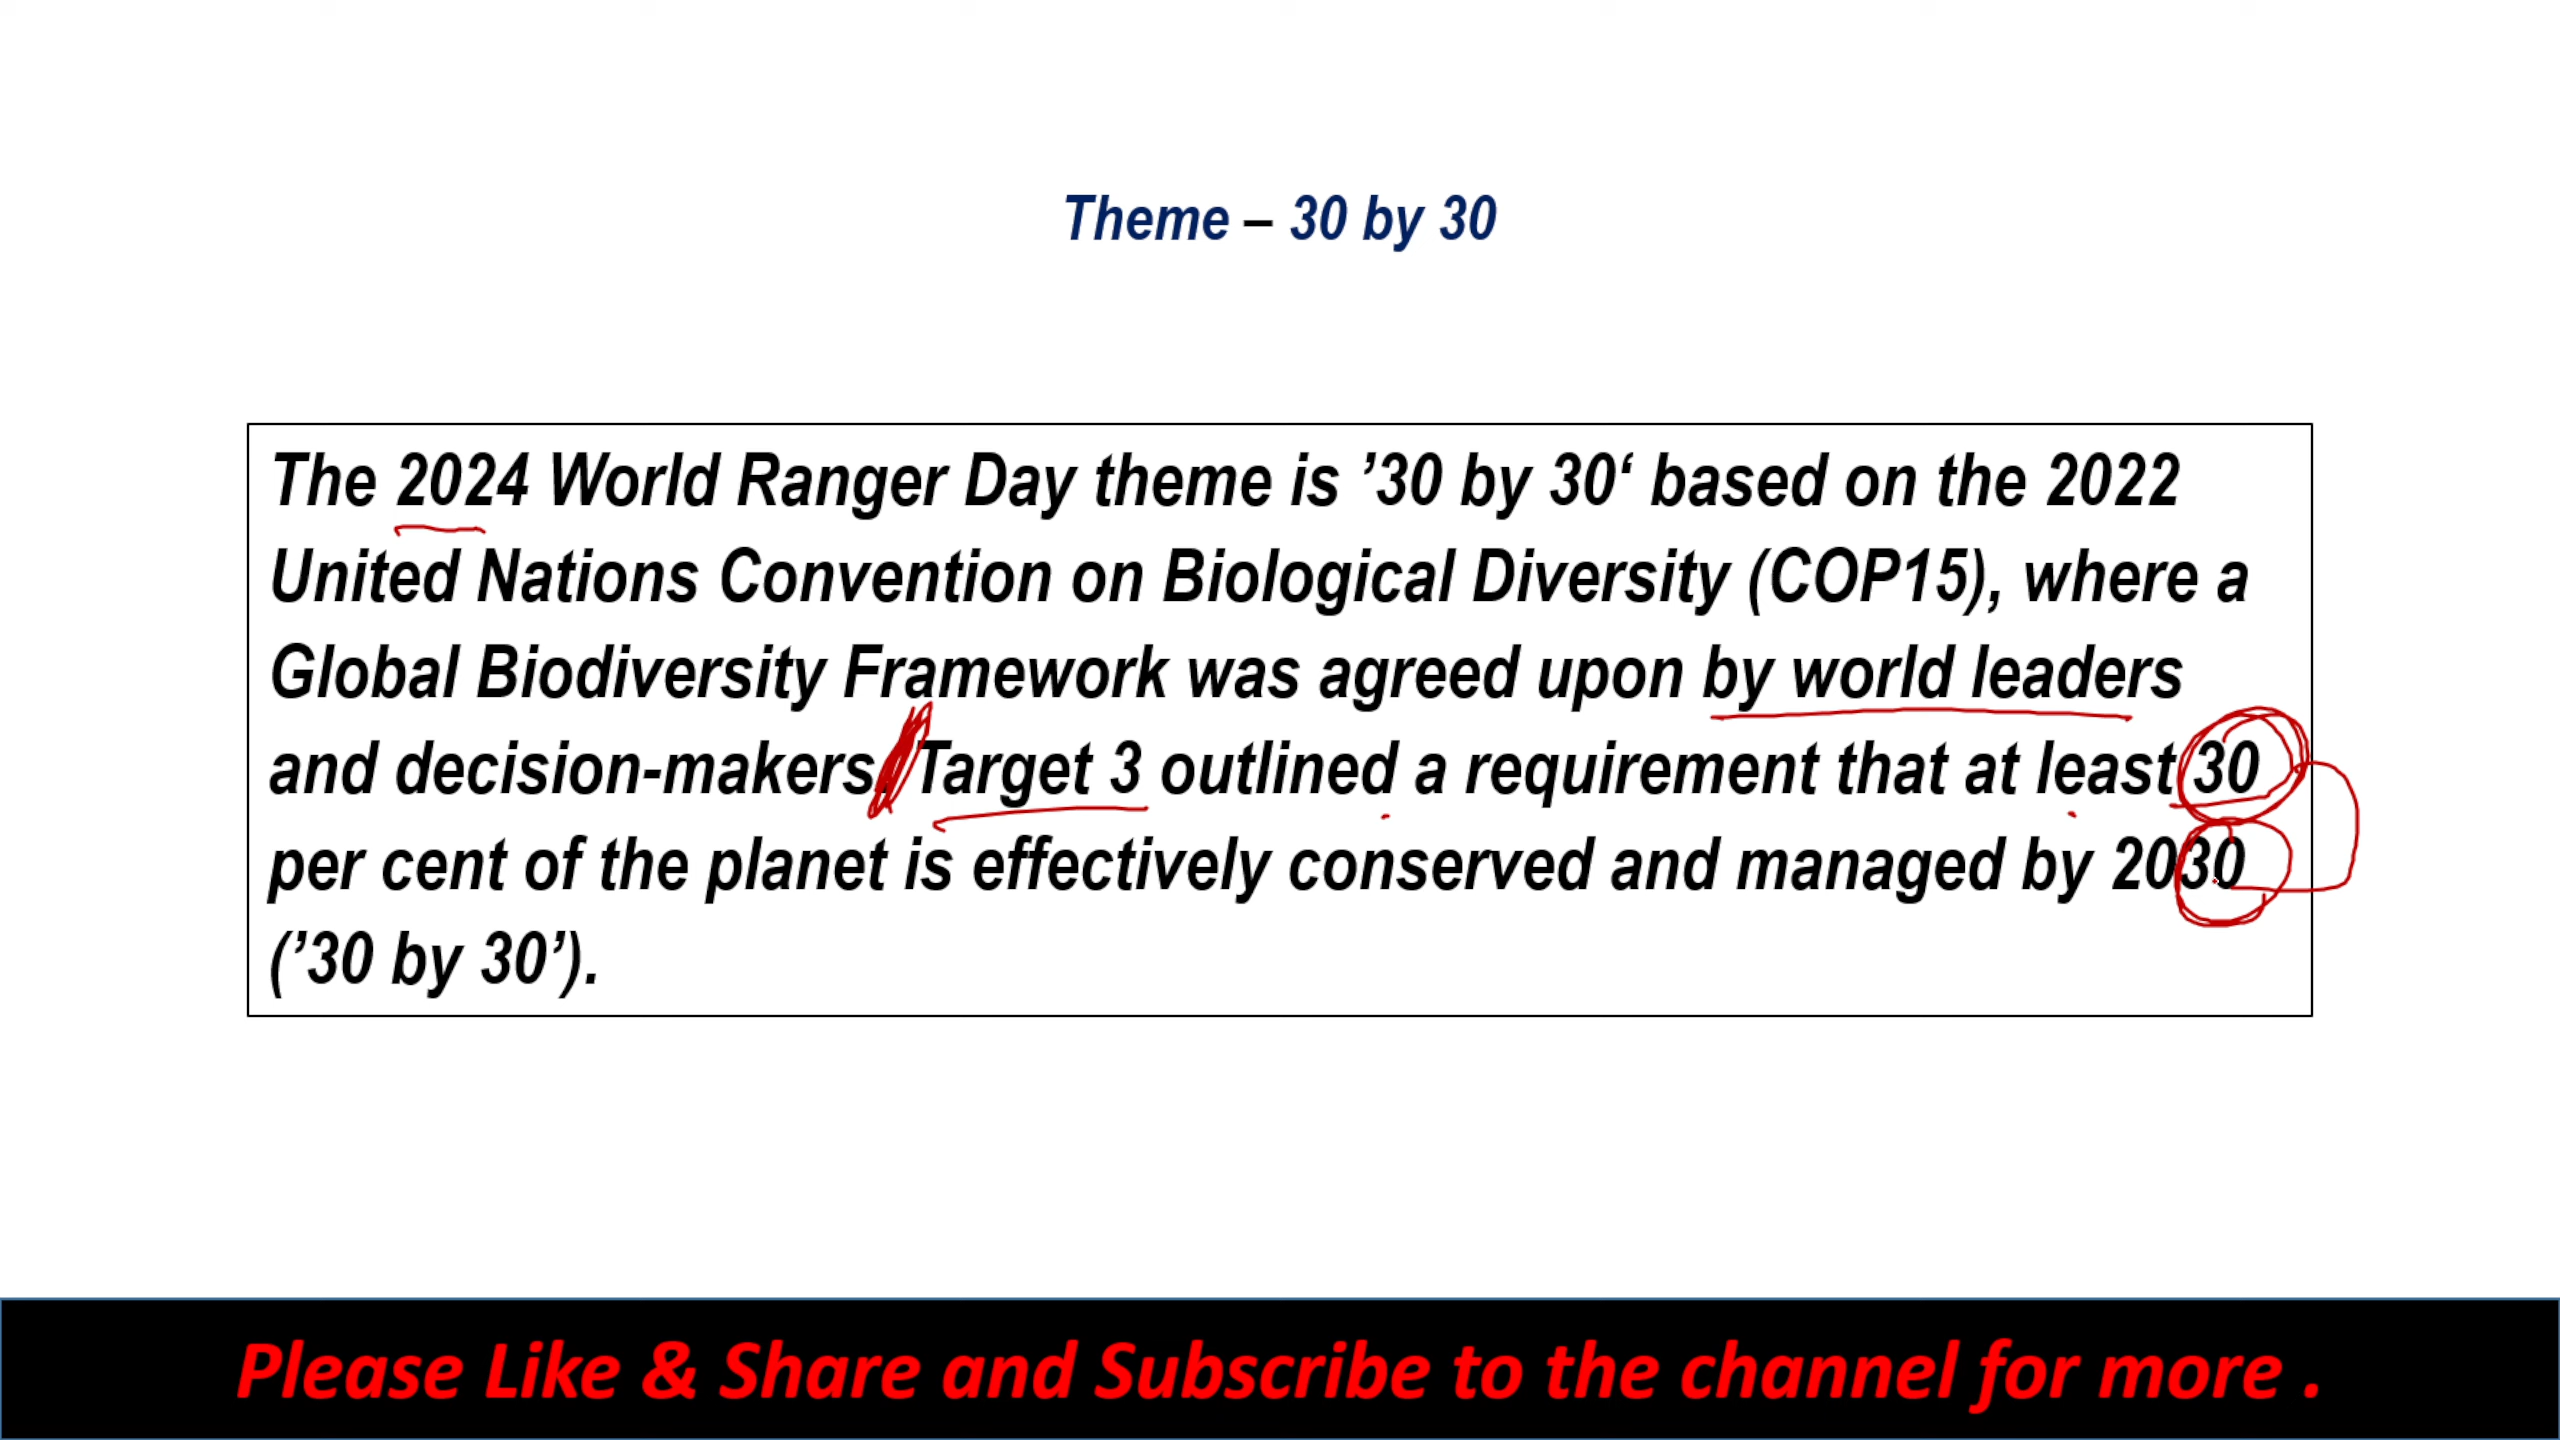 Theme – 30 by 30
The 2024 World Ranger Day theme is ’30 by 30‘ based on the 2022
United Nations Convention on Biological Diversity (COP15), where a
Global Biodiversity Framework was agreed upon by world leaders
and decision-makers. Target 3 outlined a requirement that at least 30
per cent of the planet is effectively conserved and managed by 2030
(’30 by 30’).
Please Like & Share and Subscribe to the channel for more .